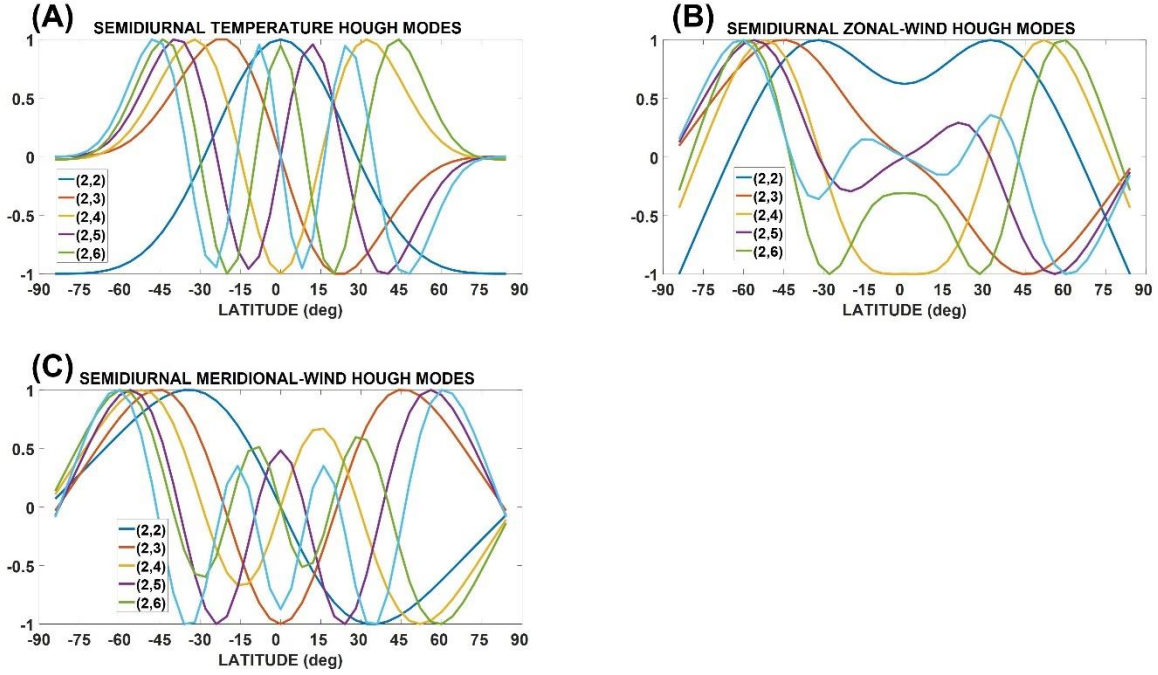 (A)
SEMIDIURNAL TEMPERATURE HOUGH MODES
1
0.5
0
-0.5
-1
(2,2)
(2,3)
(2,4)
(2,5)
(2,6)
-90 -75 -60 -45 -30 -15 0 15 30 45 60 75 90
LATITUDE (deg)
(B)
SEMIDIURNAL ZONAL-WIND HOUGH MODES
1
0.5
0
-0.5
-1
(2,2)
(2,3)
(2,4)
(2,5)
(2,6)
-90 -75 -60 -45 -30 -15 0 15 30 45 60 75 90
LATITUDE (deg)
(C)
SEMIDIURNAL MERIDIONAL-WIND HOUGH MODES
1
0.5
0
-0.5
-1
(2,2)
(2,3)
(2,4)
(2,5)
(2,6)
-90 -75 -60 -45 -30 -15 0 15 30 45 60 75 90
LATITUDE (deg)